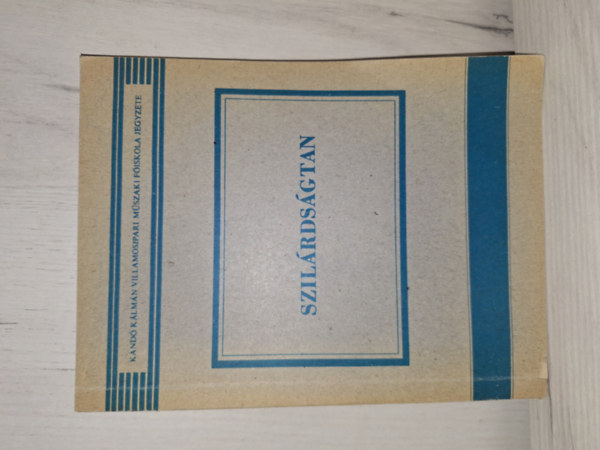 KANDÓ KÁLMÁN VILLAMOSIPARI MŰSZAKI FŐISKOLA JEGYZETE
SZILÁRDSÁGTAN